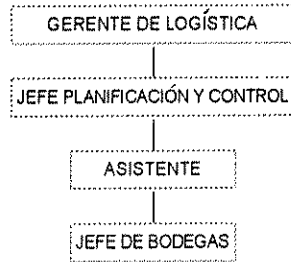 GERENTE DE LOGÍSTICA
JEFE PLANIFICACIÓN Y CONTROL
ASISTENTE
JEFE DE BODEGAS